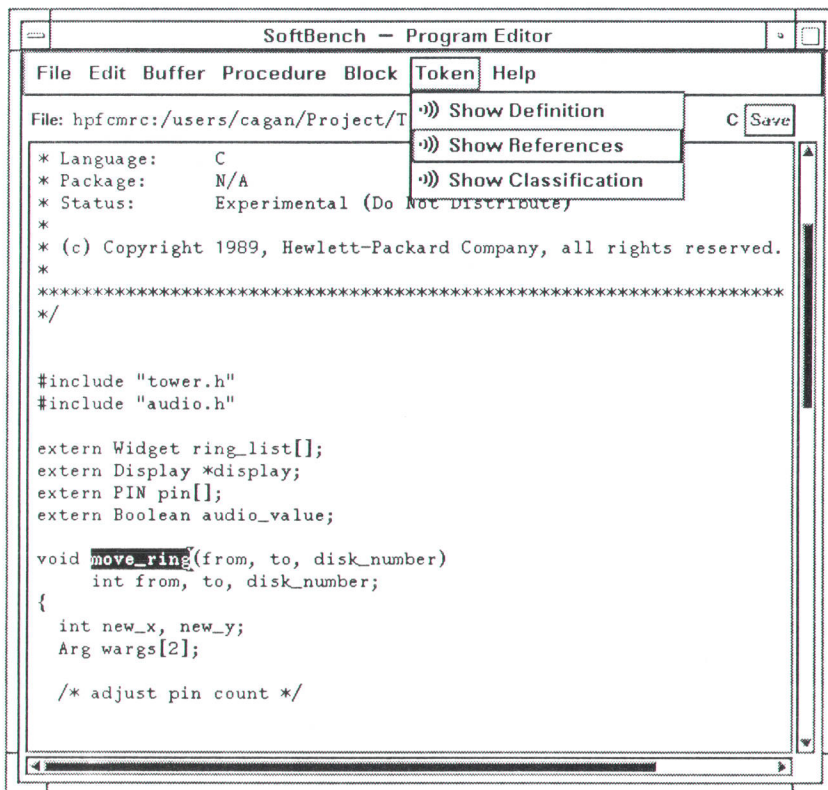 SoftBench — Program Editor
File Edit Buffer Procedure Block Token Help
·)) Show Definition
·)) Show References
·)) Show Classification
File: hpfcmrc:/users/cagan/Project/T
C Save
* Language:      C
* Package:       N/A
* Status:        Experimental (Do Not Distribute)
*
* (c) Copyright 1989, Hewlett-Packard Company, all rights reserved.
*
********************************************************************
*/
#include "tower.h"
#include "audio.h"
extern Widget ring_list[];
extern Display *display;
extern PIN pin[];
extern Boolean audio_value;
void move_ring(from, to, disk_number)
int from, to, disk_number;
{
int new_x, new_y;
Arg wargs[2];
/* adjust pin count */